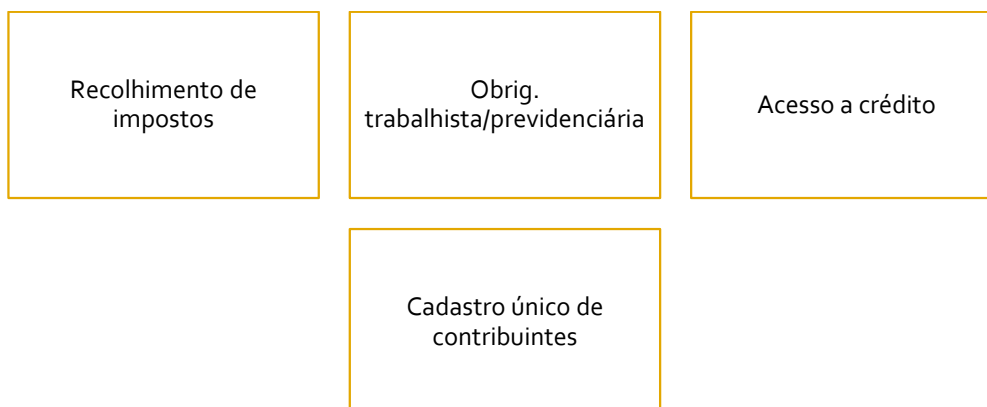 Recolhimento de
impostos
Obrig.
trabalhista/previdenciária
Acesso a crédito
Cadastro único de
contribuintes